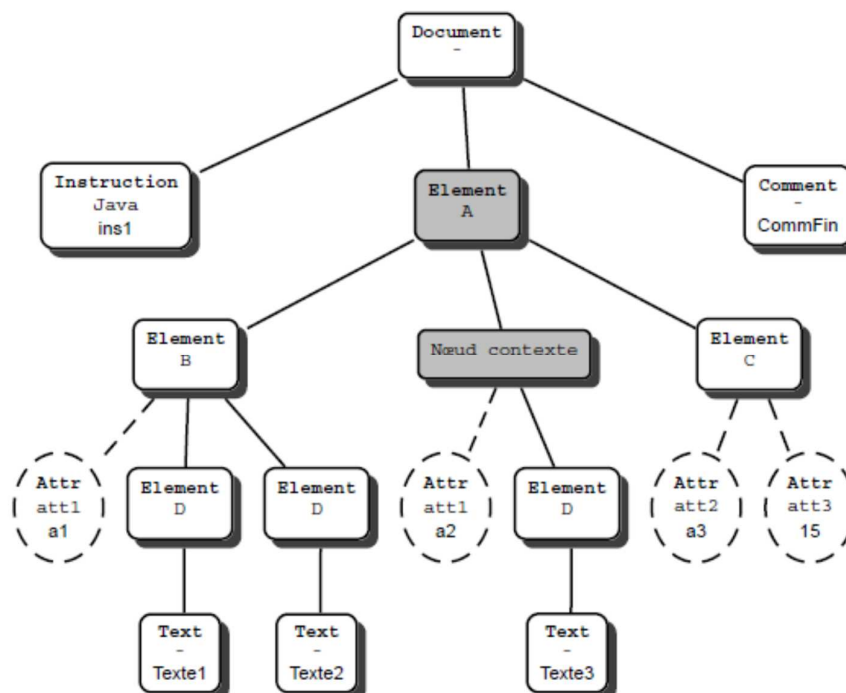 Document
-
Instruction
Java
ins1
Element
A
Comment
-
CommFin
Element
B
Nœud contexte
Element
C
Attr
att1
a1
Element
D
Element
D
Attr
att1
a2
Element
D
Attr
att2
a3
Attr
att3
15
Text
-
Texte1
Text
-
Texte2
Text
-
Texte3